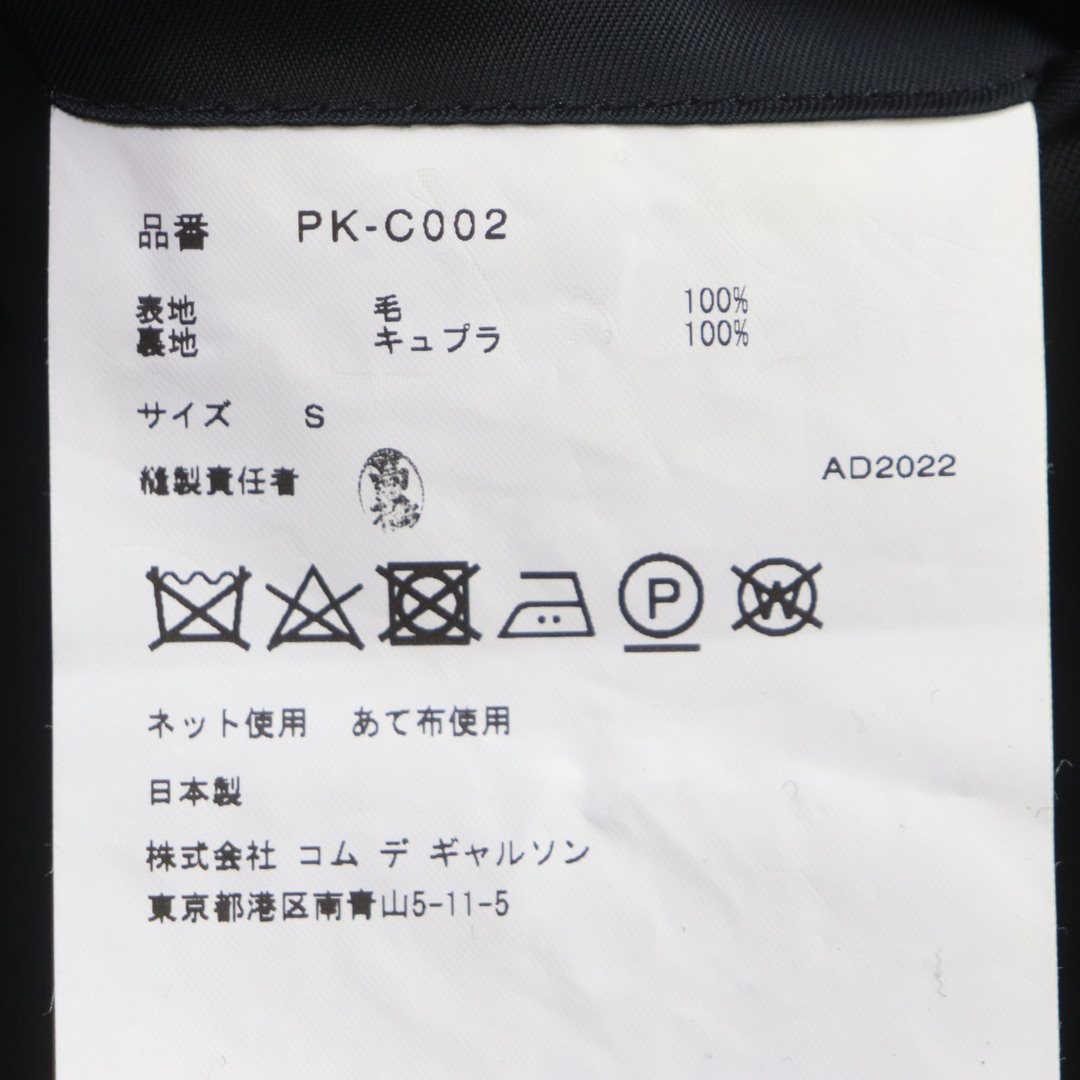 品番 PK-C002
表地 毛 100%
裏地 キュプラ 100%
サイズ S
縫製責任者
AD2022
P
W
ネット使用 あて布使用
日本製
株式会社 コム デ ギャルソン
東京都港区南青山5-11-5